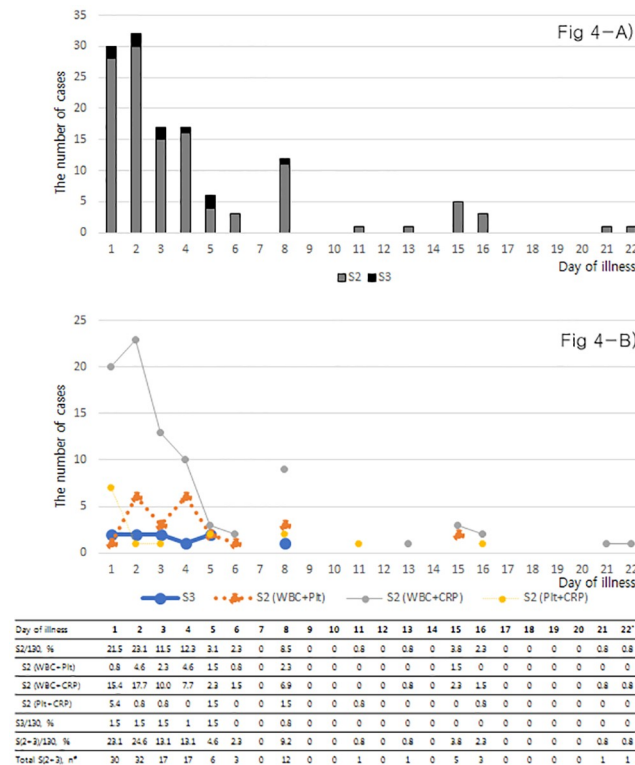 Fig 4-A)
35
30
25
20
15
10
5
0
The number of cases
1 2 3 4 5 6 7 8 9 10 11 12 13 14 15 16 17 18 19 20 21 22
Day of illness
S2 S3
Fig 4-B)
25
20
15
10
5
0
The number of cases
1 2 3 4 5 6 7 8 9 10 11 12 13 14 15 16 17 18 19 20 21 22
Day of illness
S3 S2 (WBC+Plt) S2 (WBC+CRP) S2 (Plt+CRP)
Day of illness 1 2 3 4 5 6 7 8 9 10 11 12 13 14 15 16 17 18 19 20 21 22
S2/130, % 21.5 23.1 11.5 12.3 3.1 2.3 0 8.5 0 0 0.8 0 0.8 0 3.8 2.3 0 0 0 0 0.8 0.8
S2 (WBC+Plt) 0.8 4.6 2.3 4.6 1.5 0.8 0 2.3 0 0 0 0 0 0 1.5 0 0 0 0 0 0 0
S2 (WBC+CRP) 15.4 17.7 10.0 7.7 2.3 1.5 0 6.9 0 0 0 0 0.8 0 2.3 1.5 0 0 0 0 0.8 0.8
S2 (Plt+CRP) 5.4 0.8 0.8 0 1.5 0 0 1.5 0 0 0.8 0 0 0 0 0.8 0 0 0 0 0 0
S3/130, % 1.5 1.5 1.5 1 1.5 0 0 0.8 0 0 0 0 0 0 0 0 0 0 0 0 0 0
S(2+3)/130, % 23.1 24.6 13.1 13.1 4.6 2.3 0 9.2 0 0 0.8 0 0.8 0 3.8 2.3 0 0 0 0 0.8 0.8
Total S(2+3), n 30 32 17 17 6 3 0 12 0 0 1 0 1 0 5 3 0 0 0 0 1 1